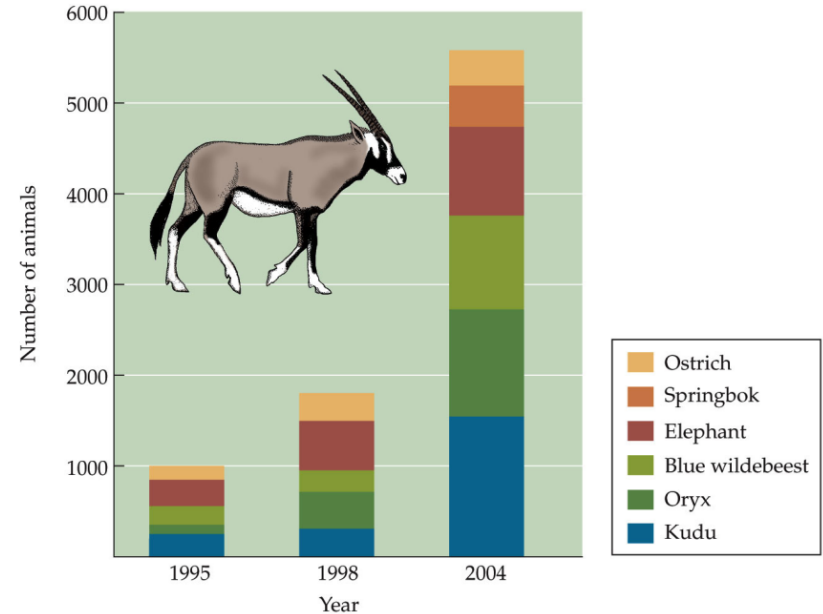 6000
5000
4000
3000
2000
1000
Number of animals
1995
1998
2004
Year
Ostrich
Springbok
Elephant
Blue wildebeest
Oryx
Kudu